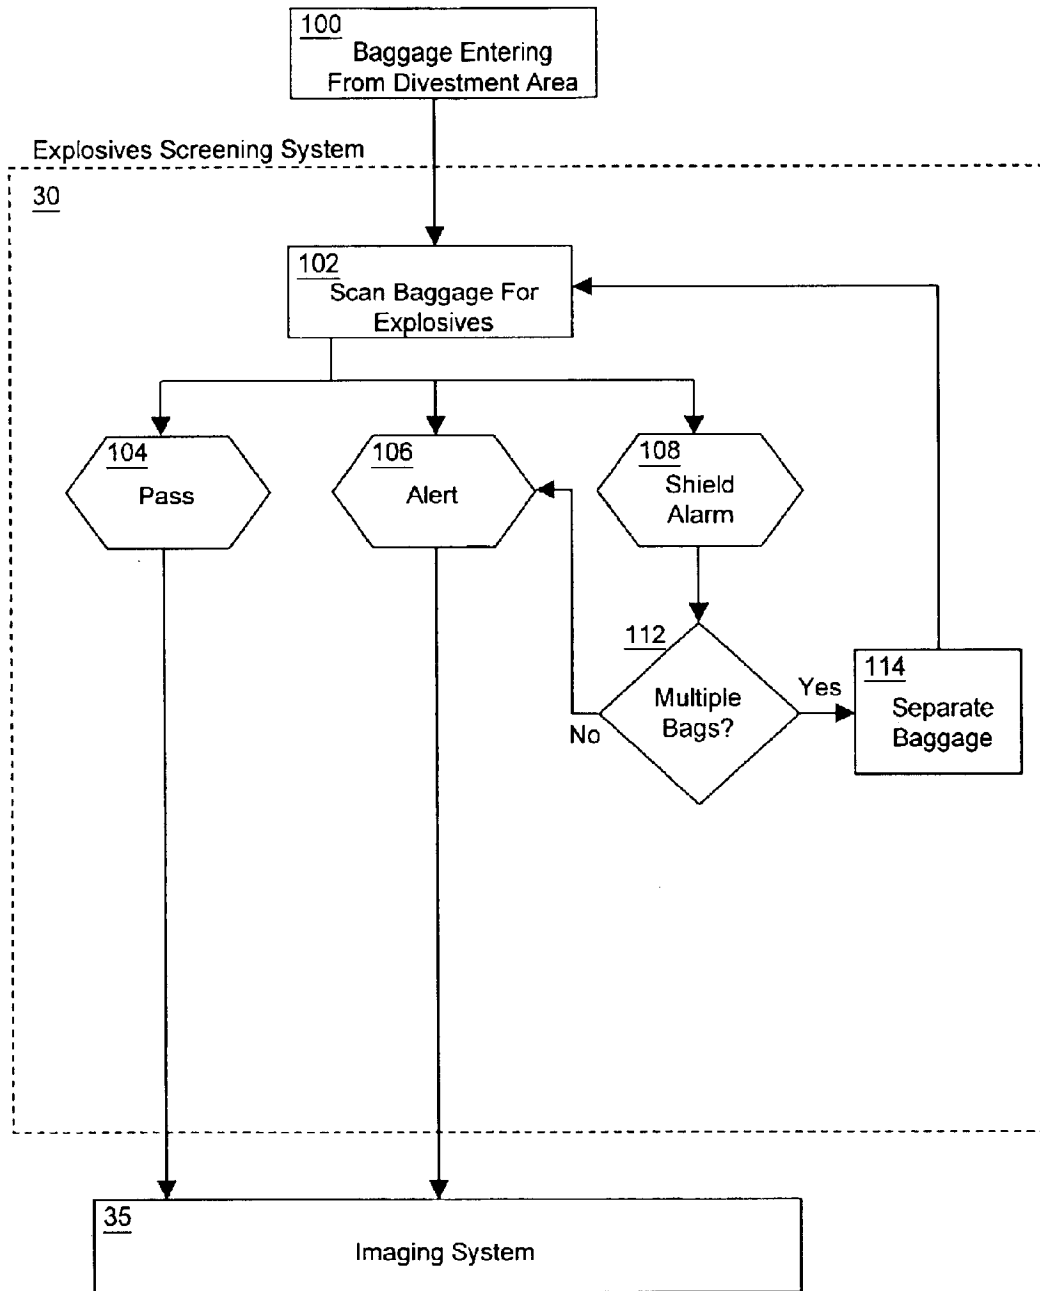 100
Baggage Entering
From Divestment Area
Explosives Screening System
30
102
Scan Baggage For
Explosives
104
Pass
106
Alert
108
Shield
Alarm
112
Multiple
Bags?
Yes
No
114
Separate
Baggage
35
Imaging System